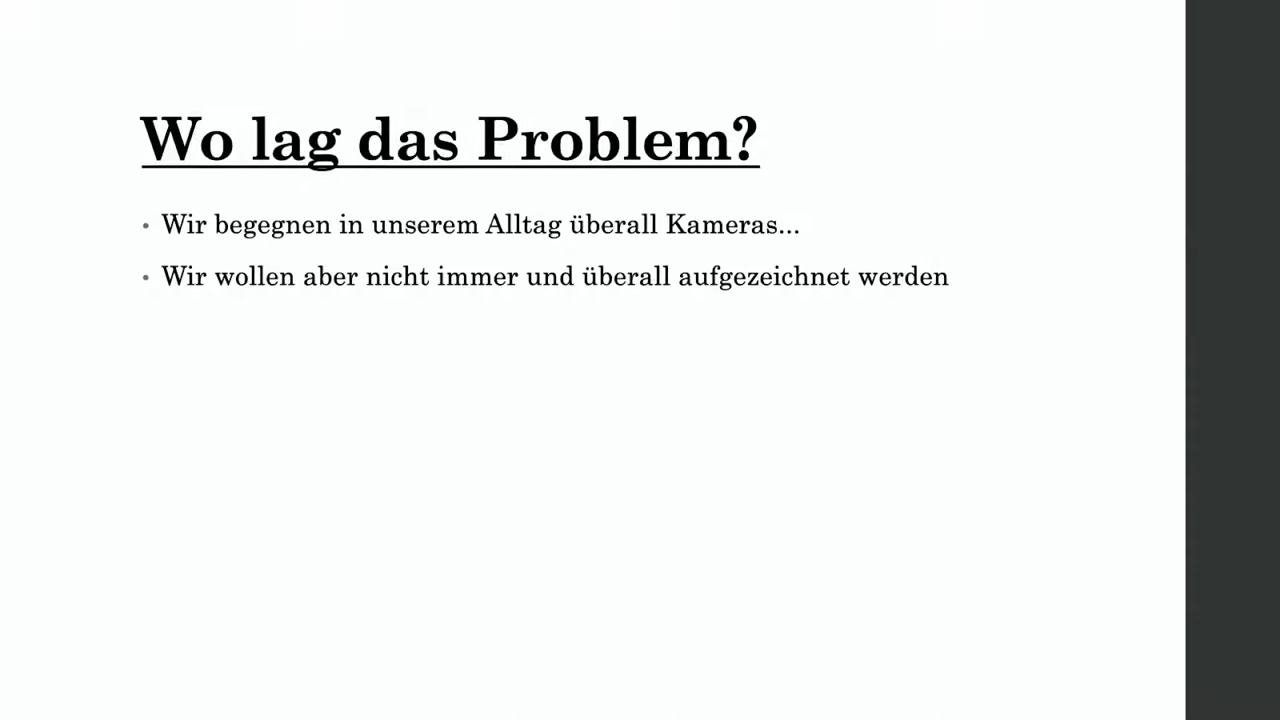 Wo lag das Problem?
• Wir begegnen in unserem Alltag überall Kameras...
• Wir wollen aber nicht immer und überall aufgezeichnet werden